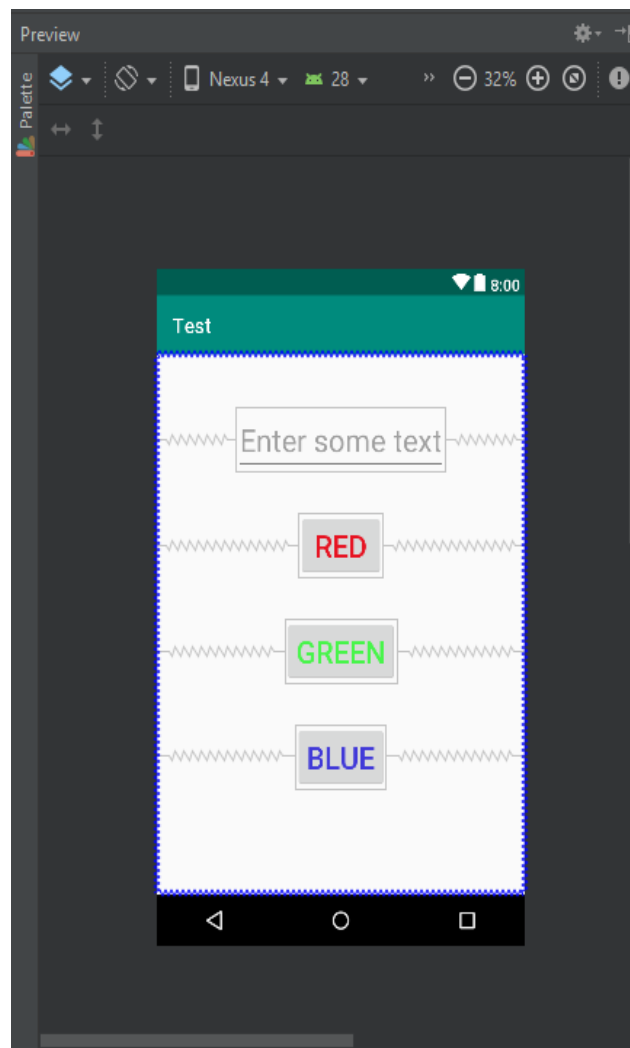 Preview
Palette
Nexus 4
28
32%
8:00
Test
Enter some text
RED
GREEN
BLUE